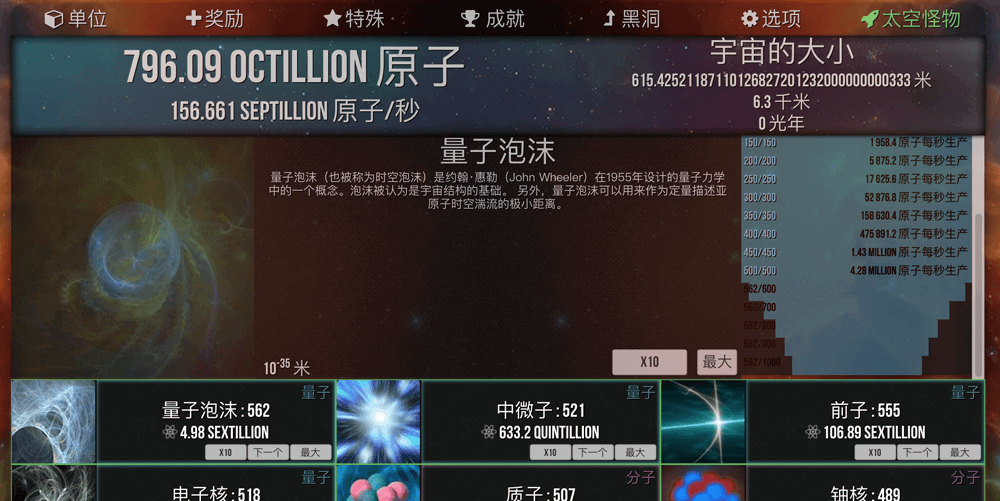 单位
奖励
特殊
成就
黑洞
选项
太空怪物
796.09 OCTILLION 原子
156.661 SEPTILLION 原子/秒
宇宙的大小
615.42521187110126827201232000000000333 米
6.3 千米
0 光年
量子泡沫
量子泡沫（也被称为时空泡沫）是约翰·惠勒（John Wheeler）在1955年设计的量子力学
中的一个概念。泡沫被认为是宇宙结构的基础。 另外，量子泡沫可以用来作为定量描述亚
原子时空湍流的极小距离。
10-35 米
X10
最大
150/150 1 958.4 原子每秒生产
200/200 5 875.2 原子每秒生产
250/250 17 625.6 原子每秒生产
300/300 52 876.8 原子每秒生产
350/350 158 630.4 原子每秒生产
400/400 475 891.2 原子每秒生产
450/450 1.43 MILLION 原子每秒生产
500/500 4.28 MILLION 原子每秒生产
562/600
562/700
562/800
562/900
562/1000
量子
量子泡沫 : 562
4.98 SEXTILLION
X10 下一个 最大
量子
中微子 : 521
633.2 QUINTILLION
X10 下一个 最大
量子
前子 : 555
106.89 SEXTILLION
X10 下一个 最大
量子
电子核 : 518
分子
质子 : 507
分子
铀核 : 489